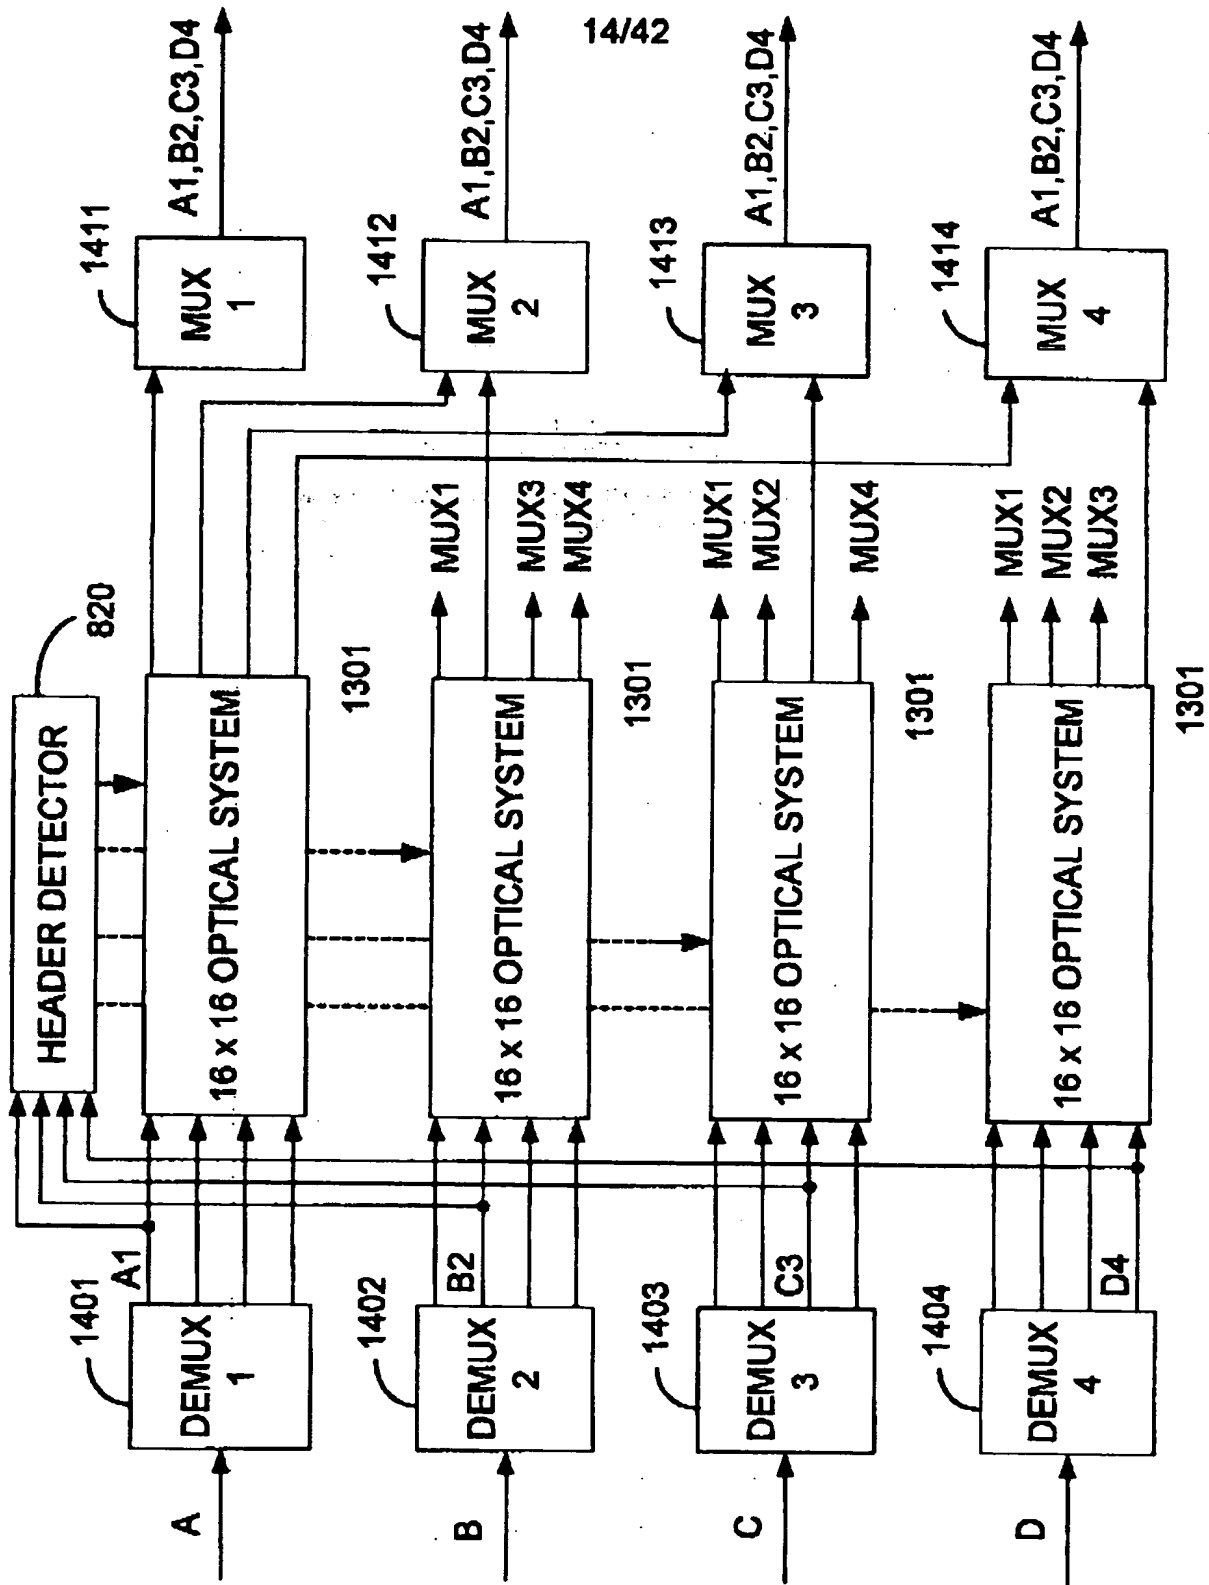 14/42
HEADER DETECTOR
820
A
DEMUX
1
1401
A1
16 x 16 OPTICAL SYSTEM
1301
MUX
1
1411
A1,B2,C3,D4
B
DEMUX
2
1402
B2
16 x 16 OPTICAL SYSTEM
1301
MUX1
MUX3
MUX4
MUX
2
1412
A1,B2,C3,D4
C
DEMUX
3
1403
C3
16 x 16 OPTICAL SYSTEM
1301
MUX1
MUX2
MUX4
MUX
3
1413
A1,B2,C3,D4
D
DEMUX
4
1404
D4
16 x 16 OPTICAL SYSTEM
1301
MUX1
MUX2
MUX3
MUX
4
1414
A1,B2,C3,D4